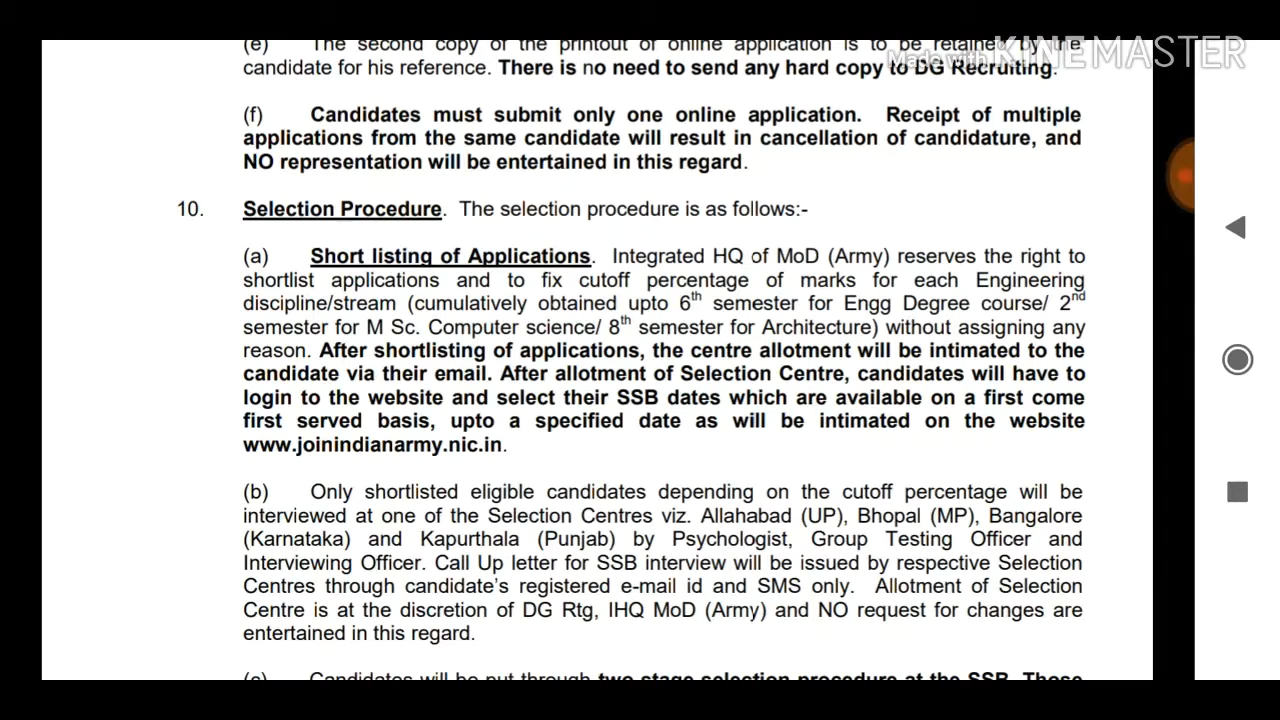 (e) The second copy of the printout of online application is to be retained by the
candidate for his reference. There is no need to send any hard copy to DG Recruiting.
Made with KINEMASTER
(f) Candidates must submit only one online application. Receipt of multiple
applications from the same candidate will result in cancellation of candidature, and
NO representation will be entertained in this regard.
10. Selection Procedure. The selection procedure is as follows:-
(a) Short listing of Applications. Integrated HQ of MoD (Army) reserves the right to
shortlist applications and to fix cutoff percentage of marks for each Engineering
discipline/stream (cumulatively obtained upto 6th semester for Engg Degree course/ 2nd
semester for M Sc. Computer science/ 8th semester for Architecture) without assigning any
reason. After shortlisting of applications, the centre allotment will be intimated to the
candidate via their email. After allotment of Selection Centre, candidates will have to
login to the website and select their SSB dates which are available on a first come
first served basis, upto a specified date as will be intimated on the website
www.joinindianarmy.nic.in.
(b) Only shortlisted eligible candidates depending on the cutoff percentage will be
interviewed at one of the Selection Centres viz. Allahabad (UP), Bhopal (MP), Bangalore
(Karnataka) and Kapurthala (Punjab) by Psychologist, Group Testing Officer and
Interviewing Officer. Call Up letter for SSB interview will be issued by respective Selection
Centres through candidate's registered e-mail id and SMS only. Allotment of Selection
Centre is at the discretion of DG Rtg, IHQ MoD (Army) and NO request for changes are
entertained in this regard.
(c) Candidates will be put through two stage selection procedure at the SSB. Those